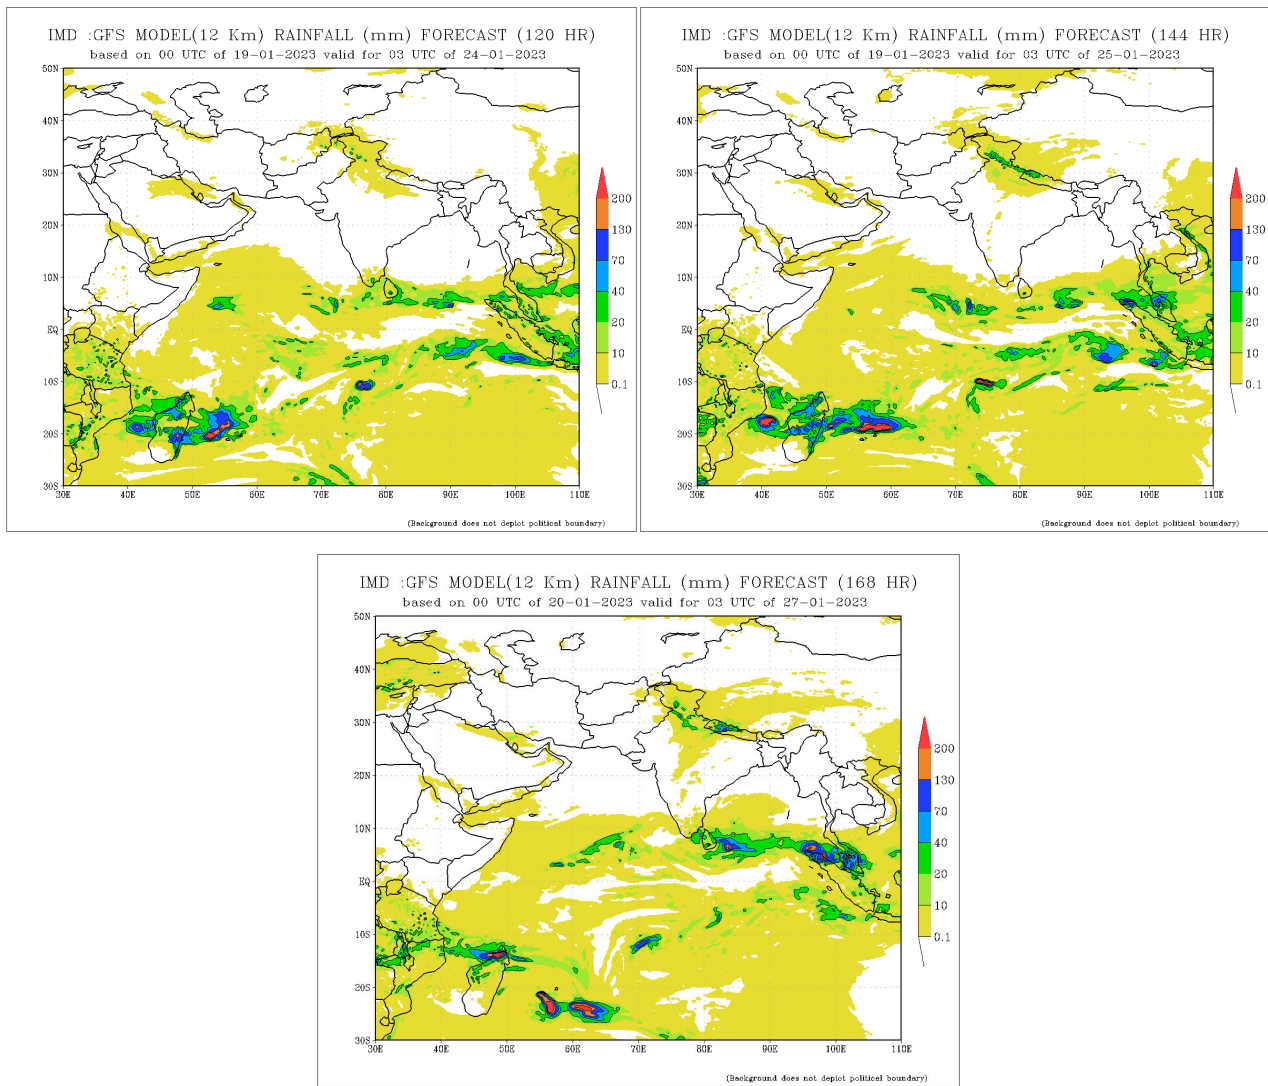 IMD :GFS MODEL(12 Km) RAINFALL (mm) FORECAST (120 HR)
based on 00 UTC of 19-01-2023 valid for 03 UTC of 24-01-2023
50N
40N
30N
20N
10N
EQ
10S
20S
30S
30E 40E 50E 60E 70E 80E 90E 100E 110E
200
130
70
40
20
10
0.1
(Background does not depict political boundary)
IMD :GFS MODEL(12 Km) RAINFALL (mm) FORECAST (144 HR)
based on 00 UTC of 19-01-2023 valid for 03 UTC of 25-01-2023
50N
40N
30N
20N
10N
EQ
10S
20S
30S
30E 40E 50E 60E 70E 80E 90E 100E 110E
200
130
70
40
20
10
0.1
(Background does not depict political boundary)
IMD :GFS MODEL(12 Km) RAINFALL (mm) FORECAST (168 HR)
based on 00 UTC of 20-01-2023 valid for 03 UTC of 27-01-2023
50N
40N
30N
20N
10N
EQ
10S
20S
30S
30E 40E 50E 60E 70E 80E 90E 100E 110E
200
130
70
40
20
10
0.1
(Background does not depict political boundary)